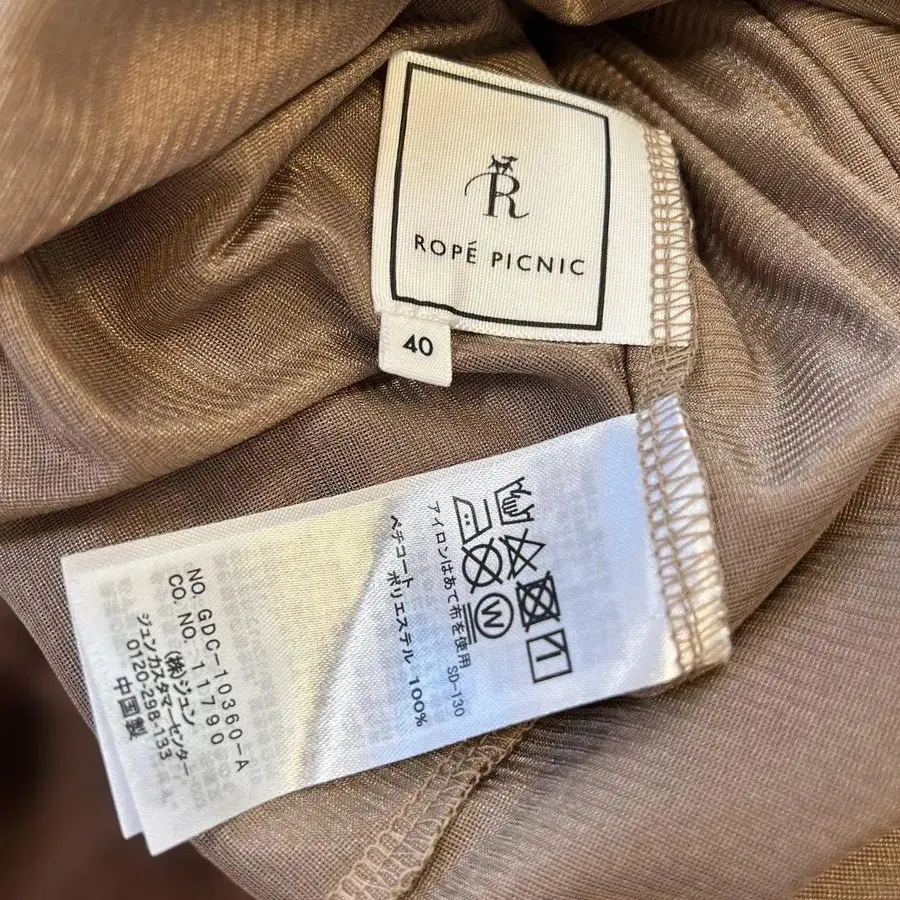 R
ROPÉ PICNIC
40
アイロンはあて布を使用
SD-130
ペチコート
ポリエステル 100%
NO. GDC-10360-A
CO. NO. 11790
(株)ジュン
ジュン カスタマーセンター
0120-298-133
中国製
W